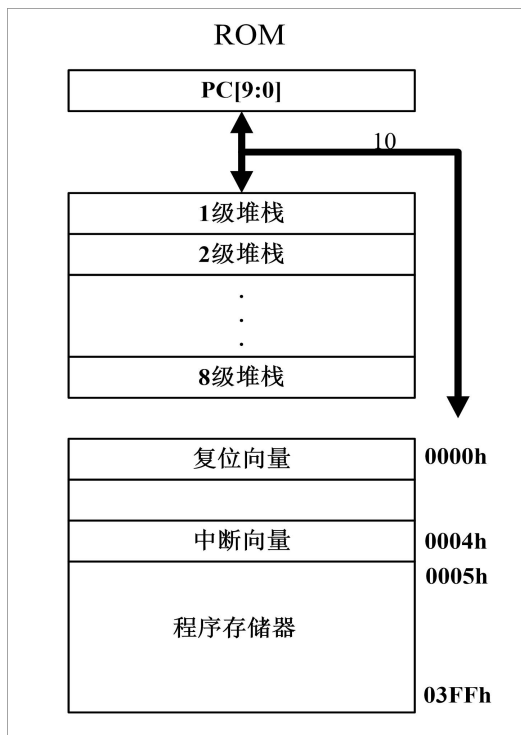 ROM
PC[9:0]
10
1级堆栈
2级堆栈
.
.
.
8级堆栈
复位向量
0000h
中断向量
0004h
0005h
程序存储器
03FFh